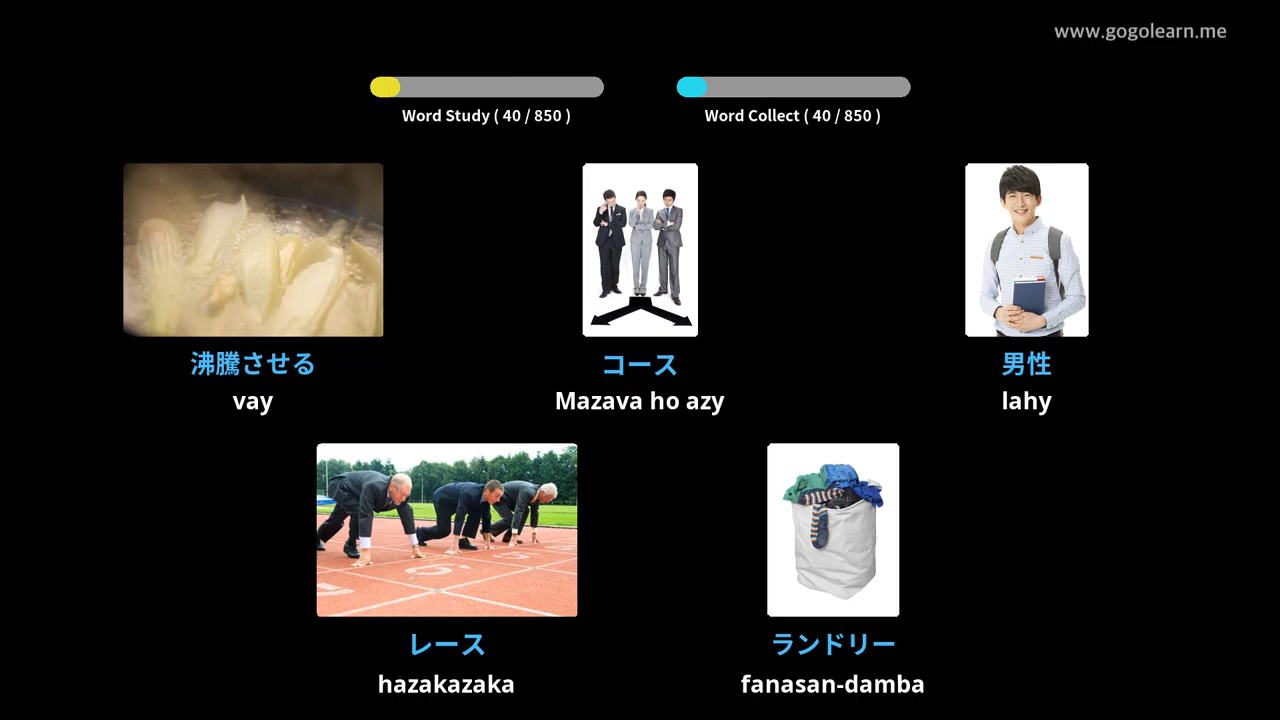 www.gogolearn.me
Word Study ( 40 / 850 )
Word Collect ( 40 / 850 )
沸騰させる
vay
コース
Mazava ho azy
男性
lahy
レース
hazakazaka
ランドリー
fanasan-damba